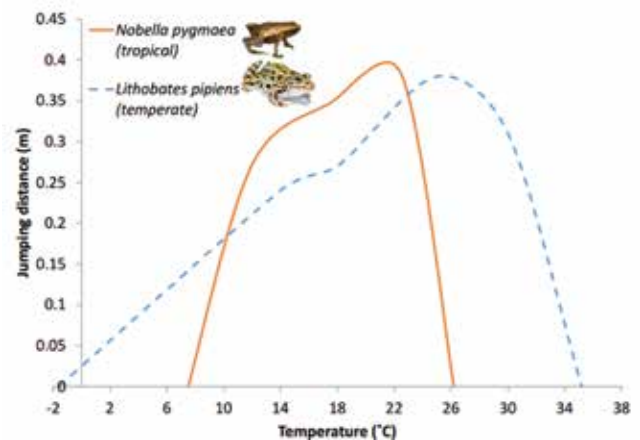 0.45
0.4
0.35
0.3
0.25
0.2
0.15
0.1
0.05
0
Jumping distance (m)
Nobella pygmaea
(tropical)
Lithobates pipiens
(temperate)
-2 2 6 10 14 18 22 26 30 34 38
Temperature (˚C)